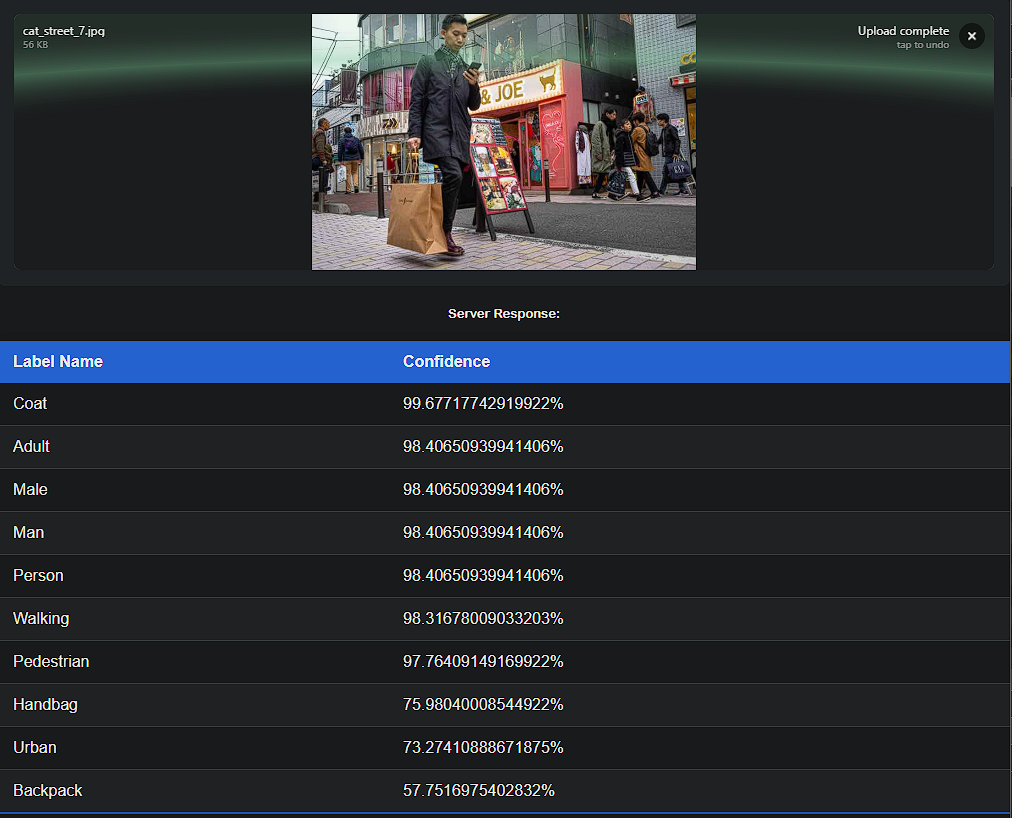 cat_street_7.jpg
56 KB
Upload complete
tap to undo
& JOE
GAP
Server Response:
Label Name Confidence
Coat 99.67717742919922%
Adult 98.40650939941406%
Male 98.40650939941406%
Man 98.40650939941406%
Person 98.40650939941406%
Walking 98.31678009033203%
Pedestrian 97.76409149169922%
Handbag 75.98040008544922%
Urban 73.27410888671875%
Backpack 57.7516975402832%